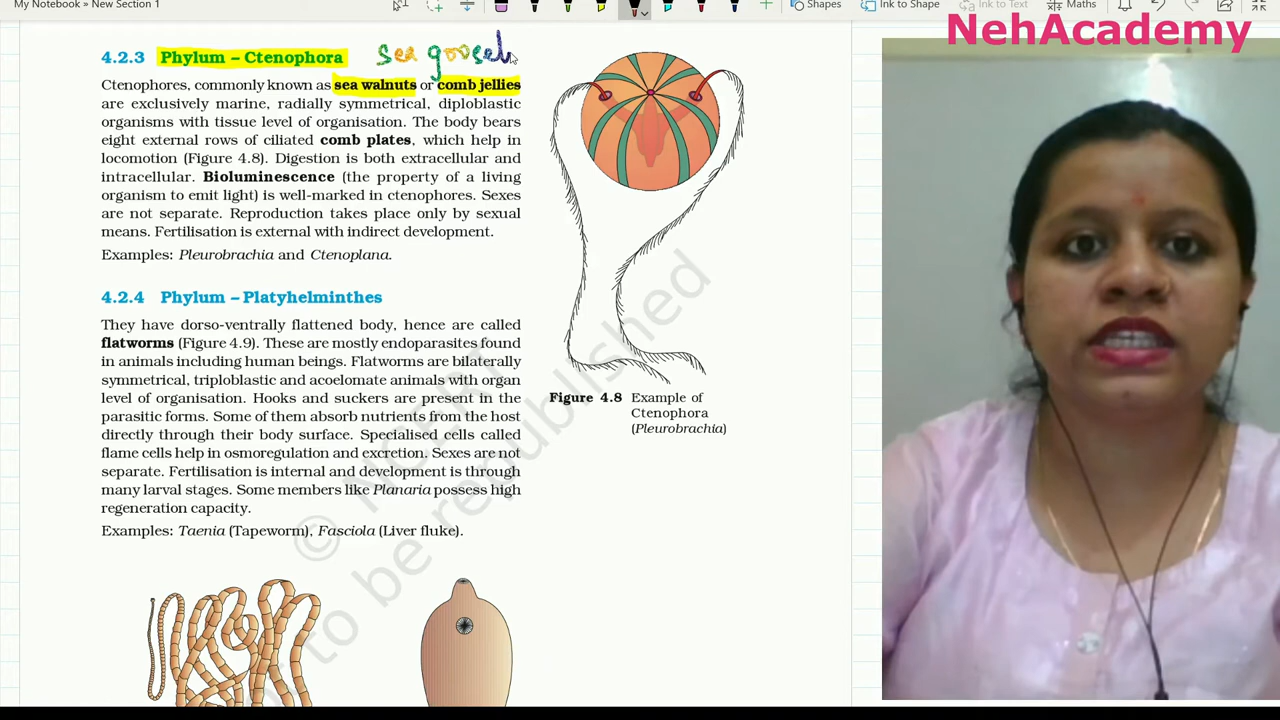 My Notebook » New Section 1
Shapes
Ink to Shape
Ink to Text
Maths
NehAcademy
4.2.3 Phylum – Ctenophora
sea gooseb
Ctenophores, commonly known as sea walnuts or comb jellies
are exclusively marine, radially symmetrical, diploblastic
organisms with tissue level of organisation. The body bears
eight external rows of ciliated comb plates, which help in
locomotion (Figure 4.8). Digestion is both extracellular and
intracellular. Bioluminescence (the property of a living
organism to emit light) is well-marked in ctenophores. Sexes
are not separate. Reproduction takes place only by sexual
means. Fertilisation is external with indirect development.
Examples: Pleurobrachia and Ctenoplana.
4.2.4 Phylum – Platyhelminthes
They have dorso-ventrally flattened body, hence are called
flatworms (Figure 4.9). These are mostly endoparasites found
in animals including human beings. Flatworms are bilaterally
symmetrical, triploblastic and acoelomate animals with organ
level of organisation. Hooks and suckers are present in the
parasitic forms. Some of them absorb nutrients from the host
directly through their body surface. Specialised cells called
flame cells help in osmoregulation and excretion. Sexes are not
separate. Fertilisation is internal and development is through
many larval stages. Some members like Planaria possess high
regeneration capacity.
Examples: Taenia (Tapeworm), Fasciola (Liver fluke).
Figure 4.8 Example of
Ctenophora
(Pleurobrachia)
© NCERT
to be republished